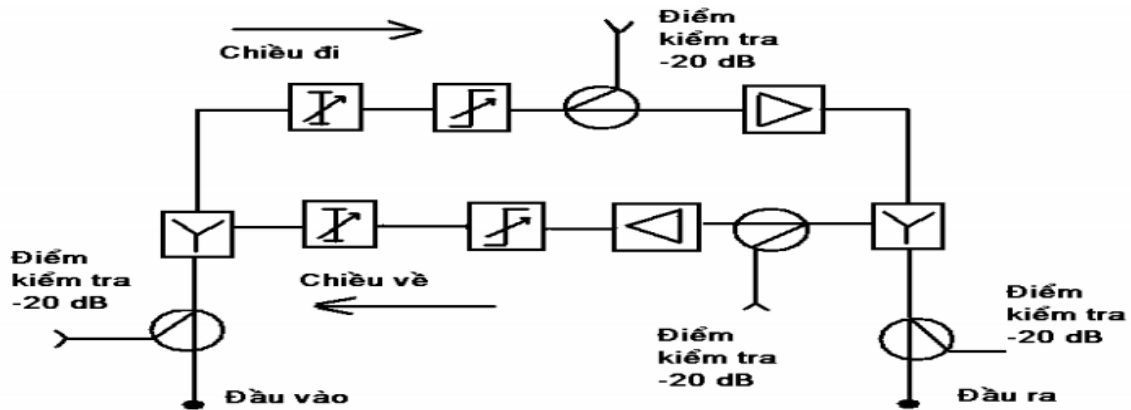 Điểm
kiểm tra
-20 dB
Chiều đi
Điểm
kiểm tra
-20 dB
Chiều về
Điểm
kiểm tra
-20 dB
Điểm
kiểm tra
-20 dB
Đầu vào
Đầu ra